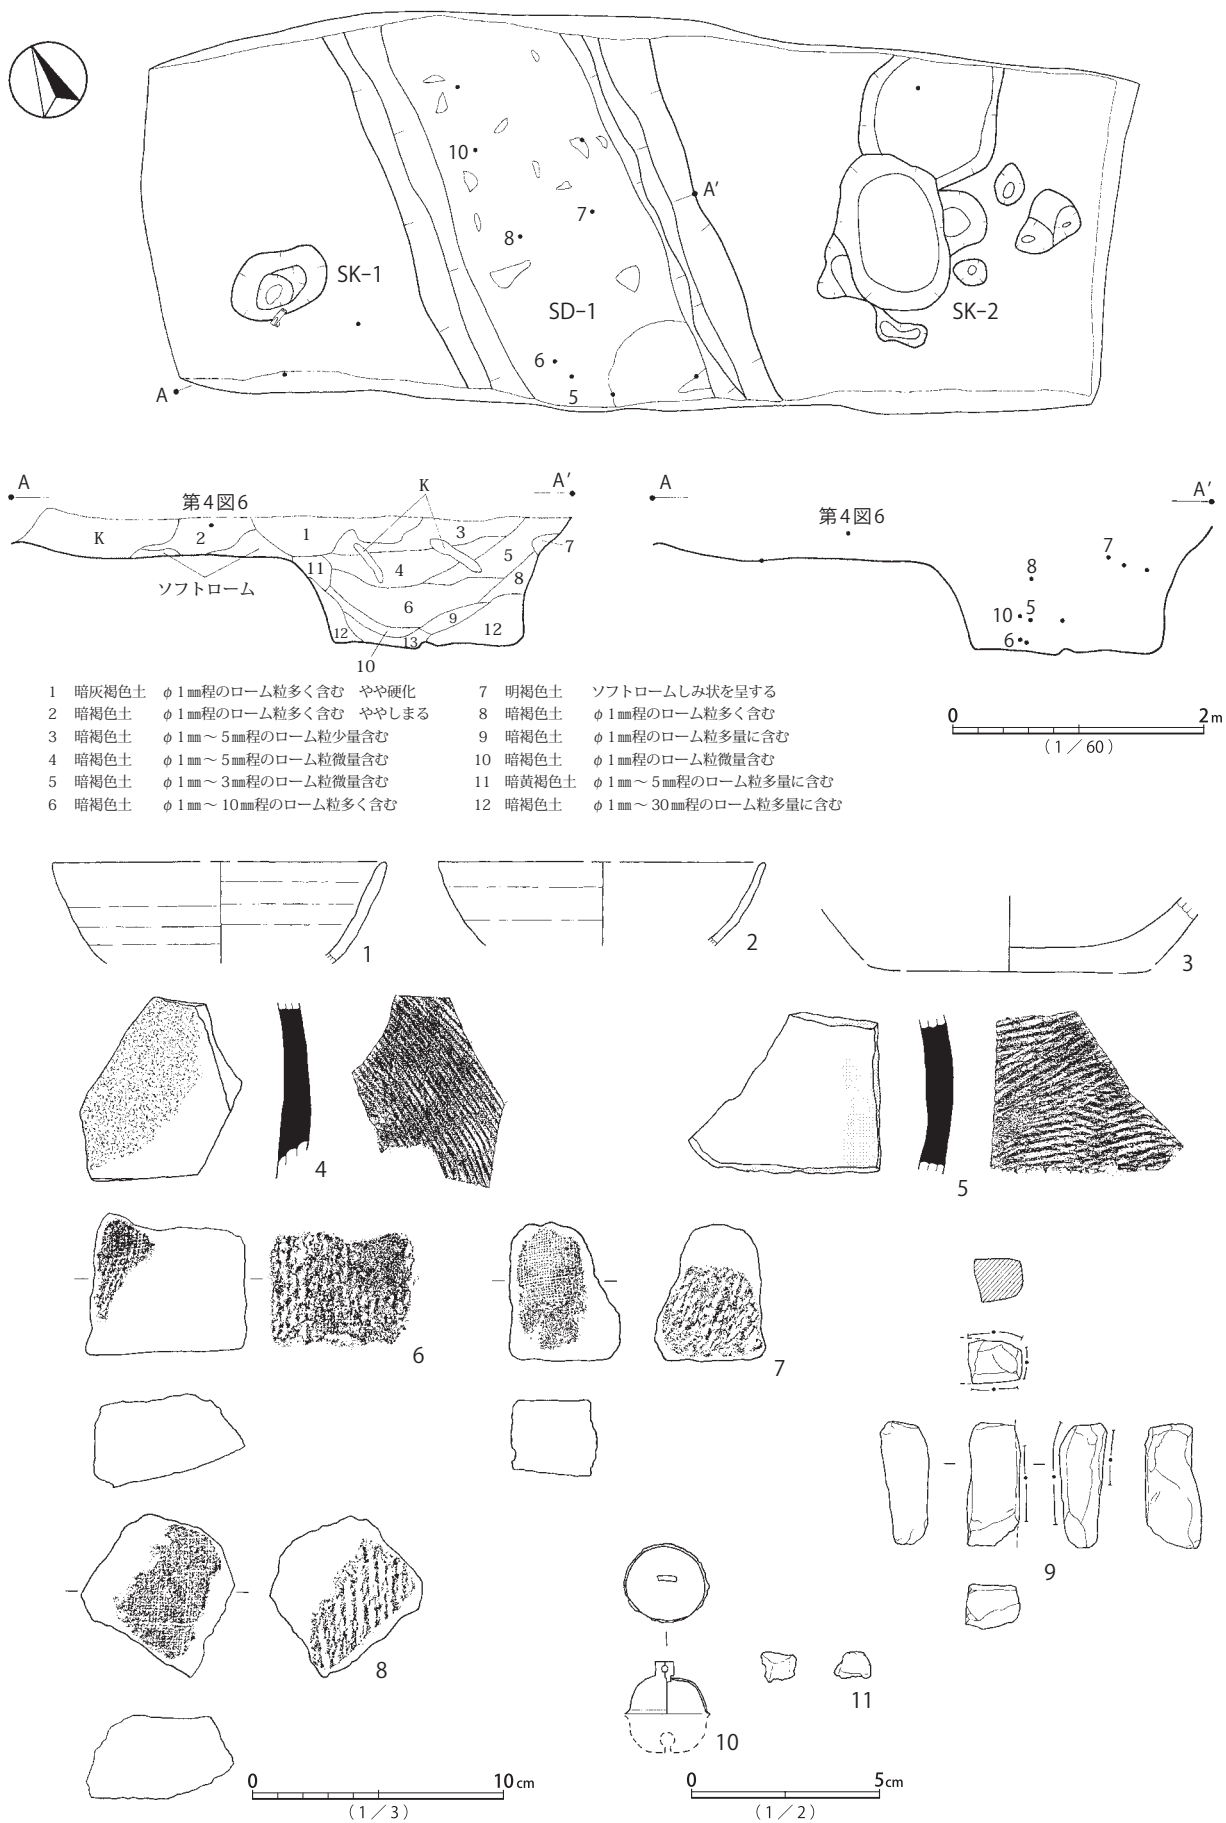 10
A′
7
8
SK−1
SD−1
SK−2
6
A
5
A
第4図6
K
A′
K
2
1
3
5
7
11
4
8
ソフトローム
6
9
12
13
12
10
A
第4図6
A′
7
8
10
5
6
1 暗灰褐色土 φ1㎜程のローム粒多く含む やや硬化
2 暗褐色土 φ1㎜程のローム粒多く含む ややしまる
3 暗褐色土 φ1㎜～5㎜程のローム粒少量含む
4 暗褐色土 φ1㎜～5㎜程のローム粒微量含む
5 暗褐色土 φ1㎜～3㎜程のローム粒微量含む
6 暗褐色土 φ1㎜～10㎜程のローム粒多く含む
7 明褐色土 ソフトロームしみ状を呈する
8 暗褐色土 φ1㎜程のローム粒多く含む
9 暗褐色土 φ1㎜程のローム粒多量に含む
10 暗褐色土 φ1㎜程のローム粒微量含む
11 暗黄褐色土 φ1㎜～5㎜程のローム粒多量に含む
12 暗褐色土 φ1㎜～30㎜程のローム粒多量に含む
0 2m
（1／60）
1
2
3
4
5
6
7
8
9
10
11
0 10cm
（1／3）
0 5cm
（1／2）